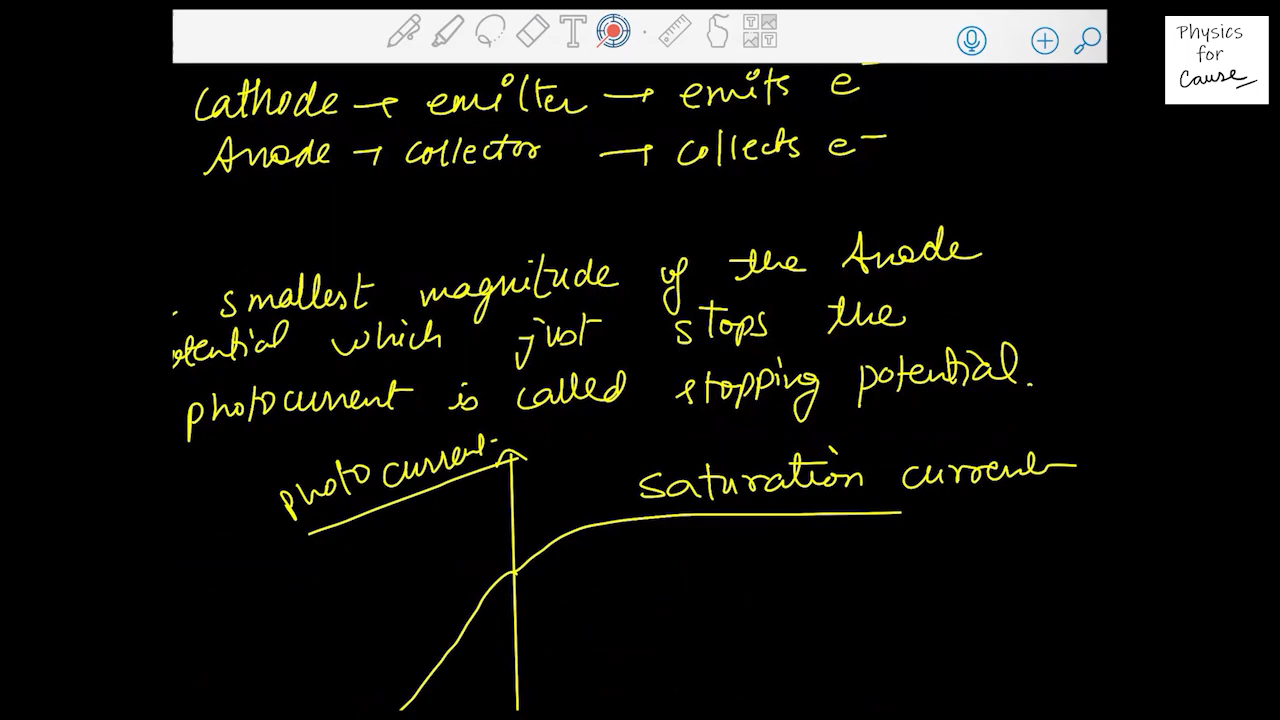 Physics
for
Cause
Cathode → emitter → emits e⁻
Anode → collector → collects e⁻
smallest magnitude of the Anode
otential which just stops the
photocurrent is called stopping potential.
photocurrent
saturation current